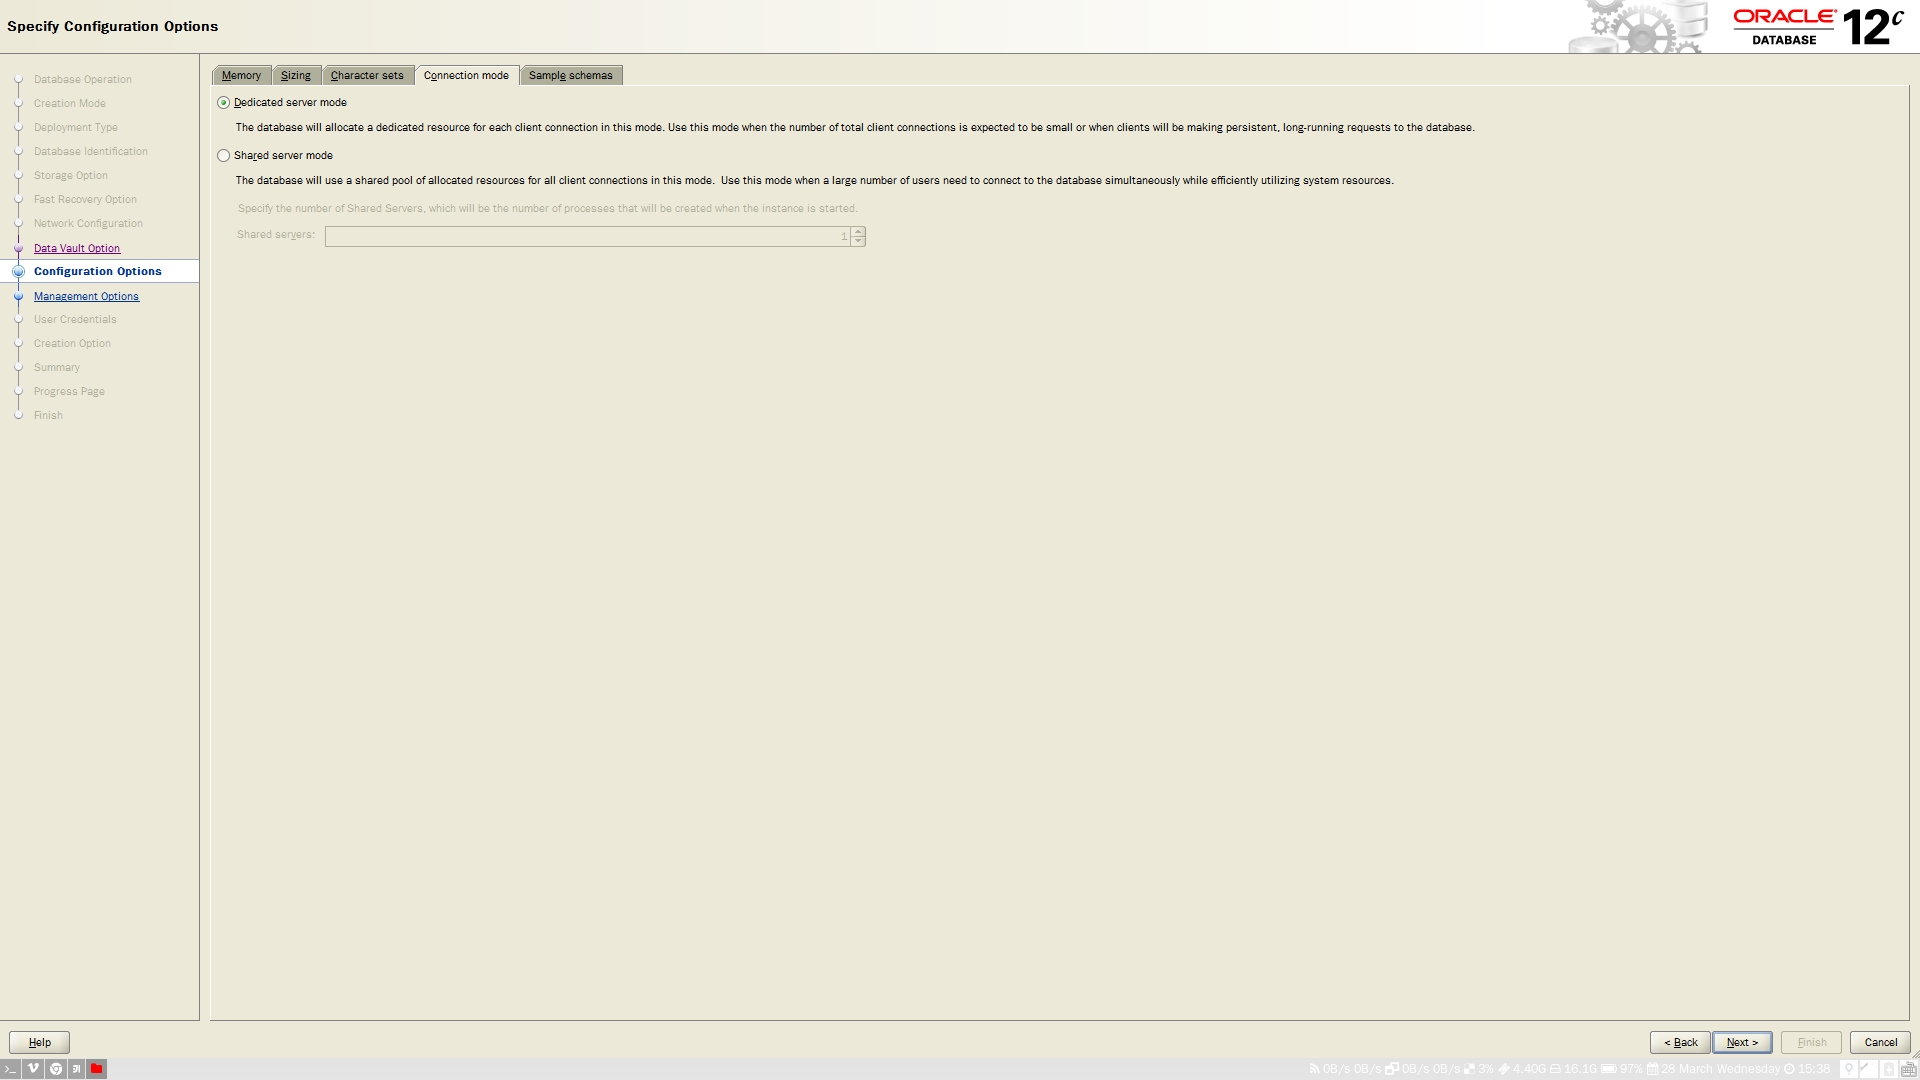 Specify Configuration Options
ORACLE
DATABASE
12c
Database Operation
Creation Mode
Deployment Type
Database Identification
Storage Option
Fast Recovery Option
Network Configuration
Data Vault Option
Configuration Options
Management Options
User Credentials
Creation Option
Summary
Progress Page
Finish
Memory Sizing Character sets Connection mode Sample schemas
Dedicated server mode
The database will allocate a dedicated resource for each client connection in this mode. Use this mode when the number of total client connections is expected to be small or when clients will be making persistent, long-running requests to the database.
Shared server mode
The database will use a shared pool of allocated resources for all client connections in this mode.  Use this mode when a large number of users need to connect to the database simultaneously while efficiently utilizing system resources.
Specify the number of Shared Servers, which will be the number of processes that will be created when the instance is started.
Shared servers: 1
Help
< Back Next > Finish Cancel
0B/s 0B/s 0B/s 0B/s 3% 4.40G 16.1G 97% 28 March Wednesday 15:38